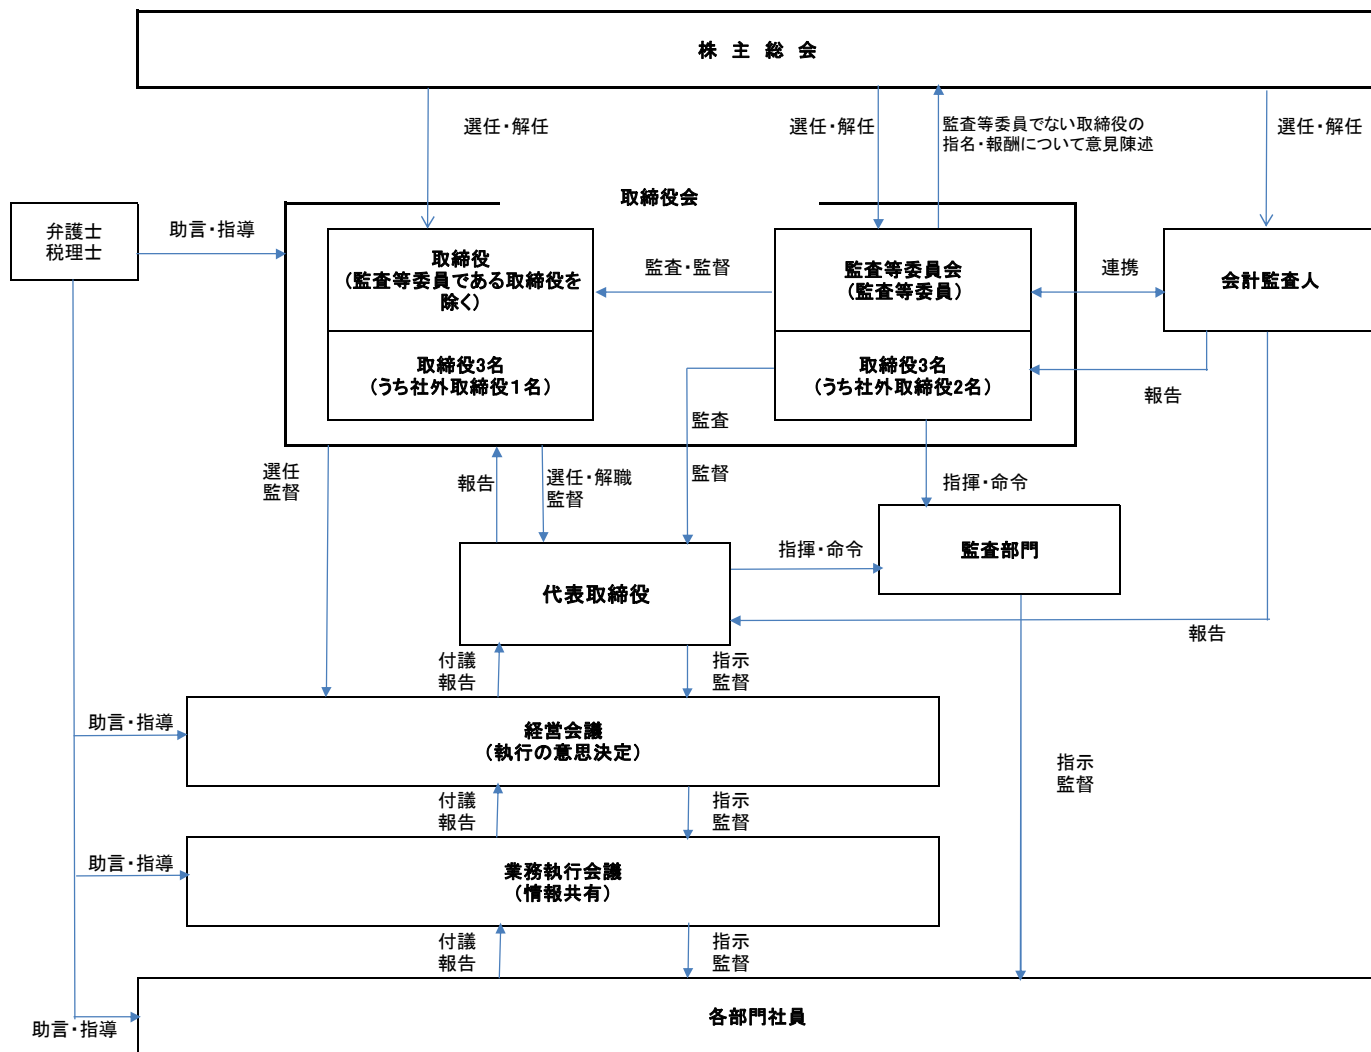 株 主 総 会
選任・解任
選任・解任
監査等委員でない取締役の
指名・報酬について意見陳述
選任・解任
取締役会
弁護士
税理士
助言・指導
取締役
(監査等委員である取締役を
除く)
監査・監督
監査等委員会
(監査等委員)
連携
会計監査人
取締役3名
(うち社外取締役1名)
取締役3名
(うち社外取締役2名)
報告
監査
選任
監督
報告
選任・解職
監督
監督
指揮・命令
監査部門
指揮・命令
代表取締役
報告
付議
報告
指示
監督
助言・指導
経営会議
(執行の意思決定)
指示
監督
付議
報告
指示
監督
助言・指導
業務執行会議
(情報共有)
付議
報告
指示
監督
各部門社員
助言・指導